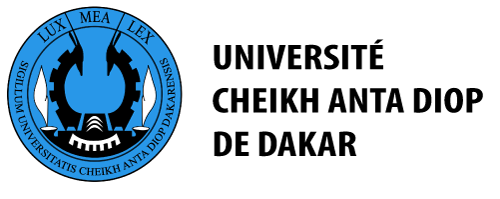 LUX MEA LEX
SIGILLUM UNIVERSITATIS CHEIKH ANTA DIOP DAKARENSIS
UNIVERSITÉ
CHEIKH ANTA DIOP
DE DAKAR